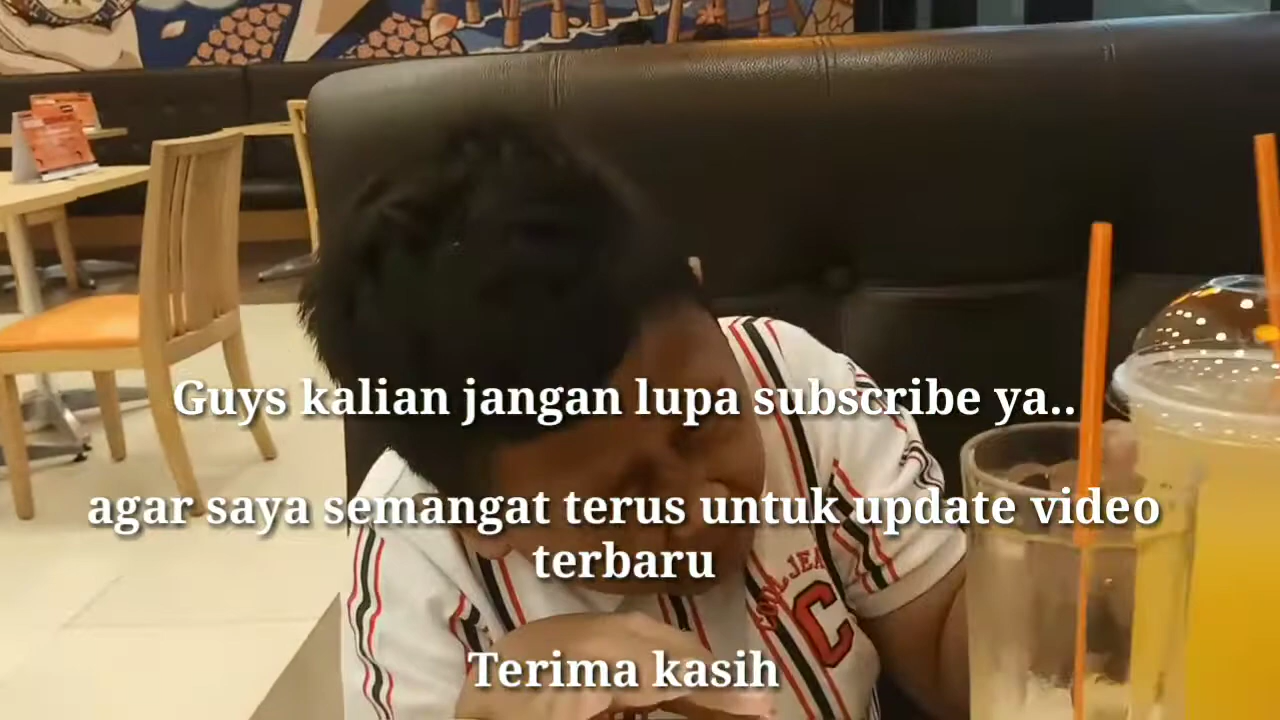 Guys kalian jangan lupa subscribe ya..
agar saya semangat terus untuk update video
terbaru
Terima kasih
C